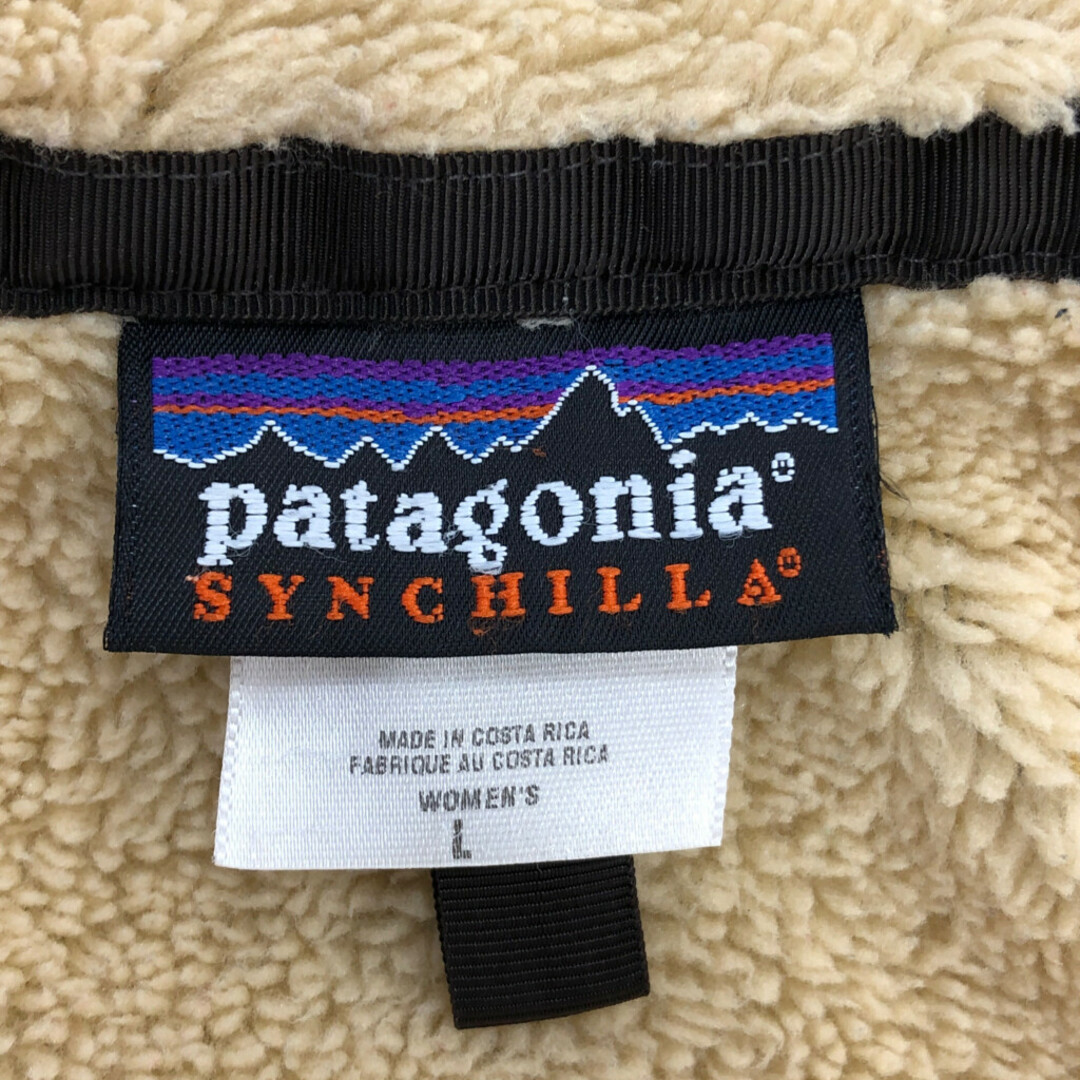 patagonia®
SYNCHILLA®
MADE IN COSTA RICA
FABRIQUE AU COSTA RICA
WOMEN'S
L